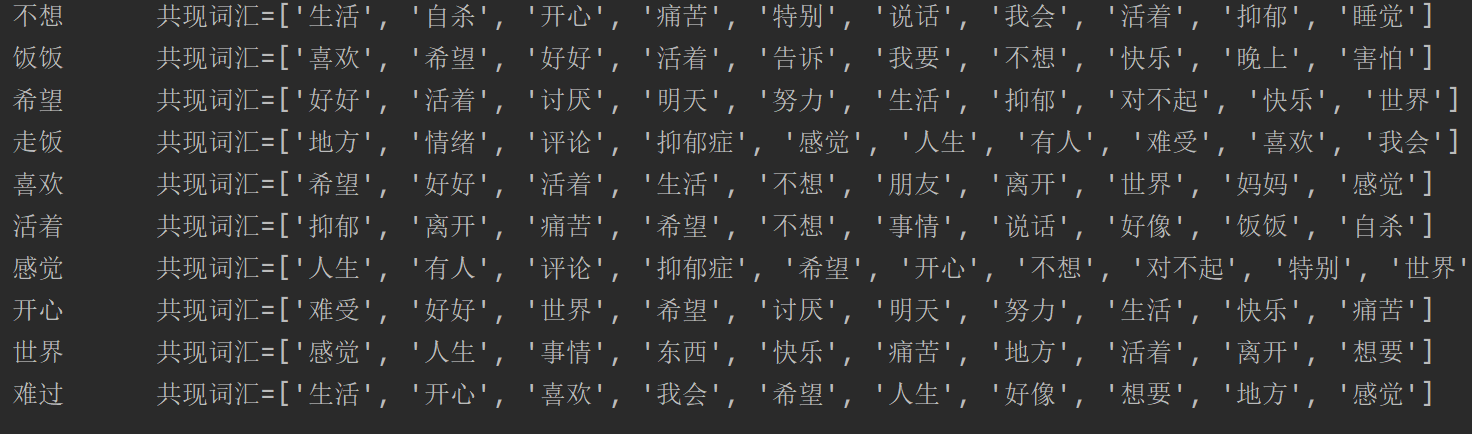 不想 共现词汇=['生活', '自杀', '开心', '痛苦', '特别', '说话', '我会', '活着', '抑郁', '睡觉']
饭饭 共现词汇=['喜欢', '希望', '好好', '活着', '告诉', '我要', '不想', '快乐', '晚上', '害怕']
希望 共现词汇=['好好', '活着', '讨厌', '明天', '努力', '生活', '抑郁', '对不起', '快乐', '世界']
走饭 共现词汇=['地方', '情绪', '评论', '抑郁症', '感觉', '人生', '有人', '难受', '喜欢', '我会']
喜欢 共现词汇=['希望', '好好', '活着', '生活', '不想', '朋友', '离开', '世界', '妈妈', '感觉']
活着 共现词汇=['抑郁', '离开', '痛苦', '希望', '不想', '事情', '说话', '好像', '饭饭', '自杀']
感觉 共现词汇=['人生', '有人', '评论', '抑郁症', '希望', '开心', '不想', '对不起', '特别', '世界'
开心 共现词汇=['难受', '好好', '世界', '希望', '讨厌', '明天', '努力', '生活', '快乐', '痛苦']
世界 共现词汇=['感觉', '人生', '事情', '东西', '快乐', '痛苦', '地方', '活着', '离开', '想要']
难过 共现词汇=['生活', '开心', '喜欢', '我会', '希望', '人生', '好像', '想要', '地方', '感觉']